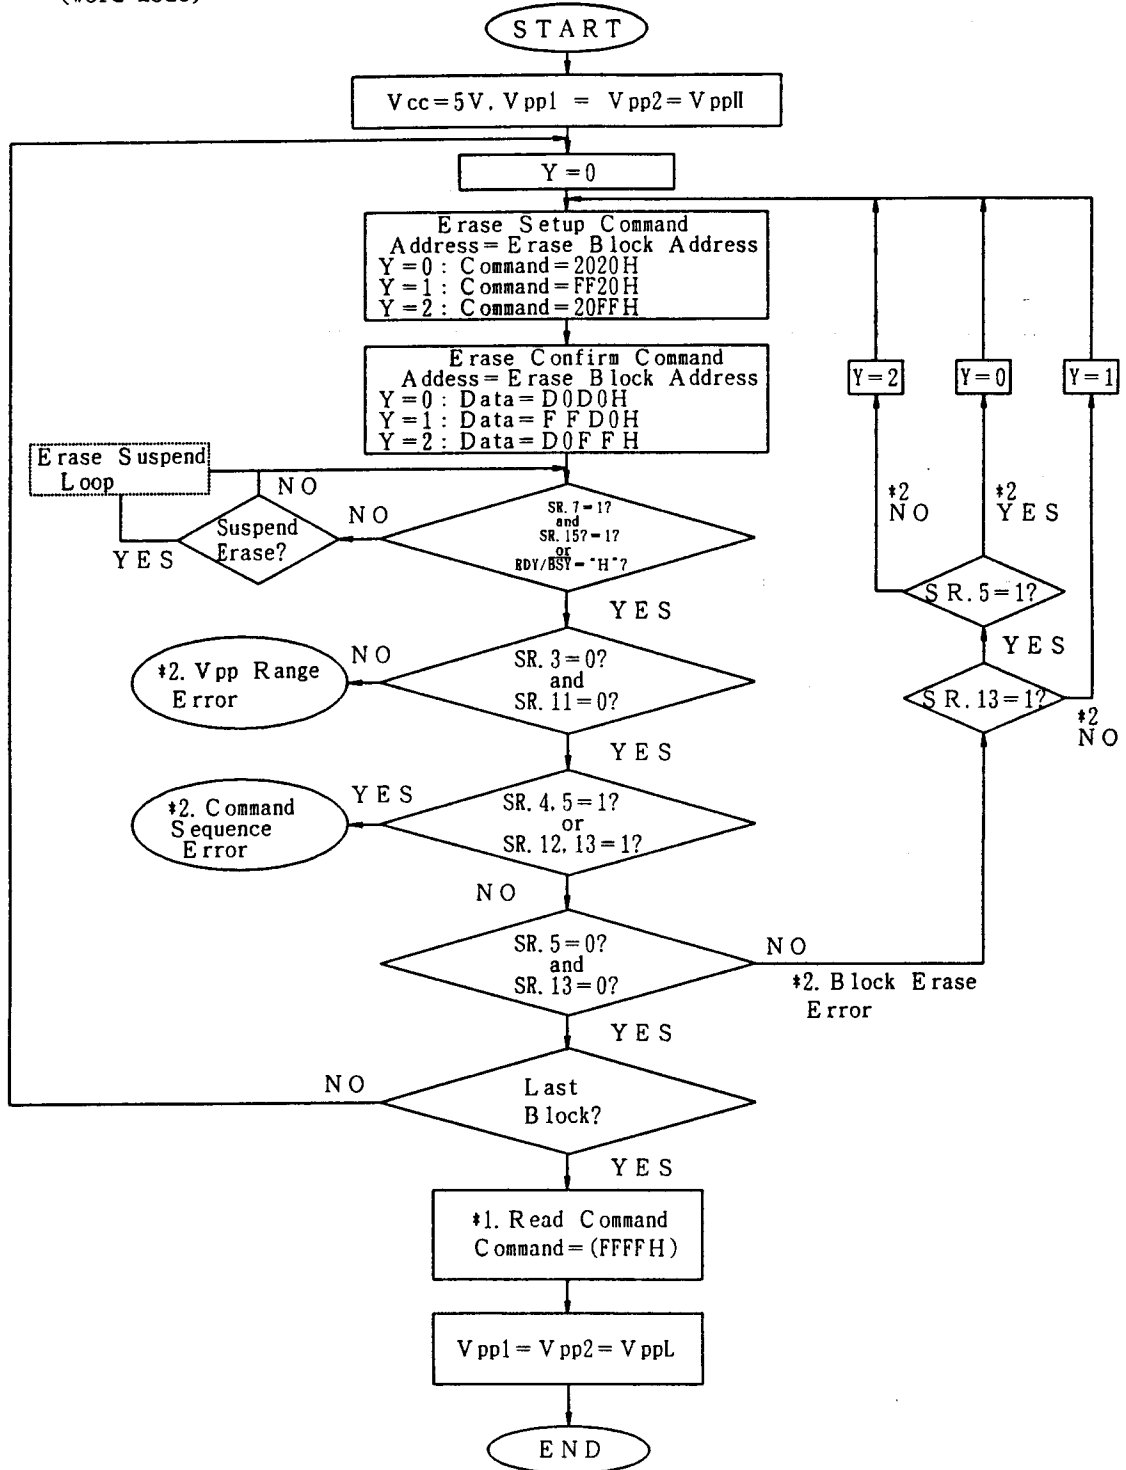 START
Vcc=5V, Vpp1 = Vpp2=VppH
Y=0
Erase Setup Command
Address=Erase Block Address
Y=0: Command=2020H
Y=1: Command=FF20H
Y=2: Command=20FFH
Erase Confirm Command
Addess=Erase Block Address
Y=0: Data=D0D0H
Y=1: Data=FFD0H
Y=2: Data=D0FFH
Y=2
Y=0
Y=1
Erase Suspend
Loop
NO
Suspend
Erase?
YES
NO
SR. 7=1?
and
SR. 15?=1?
or
RDY/BSY="H"?
YES
*2
NO
*2
YES
SR. 5=1?
YES
SR. 13=1?
*2
NO
*2. Vpp Range
Error
NO
SR. 3=0?
and
SR. 11=0?
YES
*2. Command
Sequence
Error
YES
SR. 4, 5=1?
or
SR. 12, 13=1?
NO
SR. 5=0?
and
SR. 13=0?
NO
*2. Block Erase
Error
YES
NO
Last
Block?
YES
*1. Read Command
Command=(FFFFH)
Vpp1=Vpp2=VppL
END